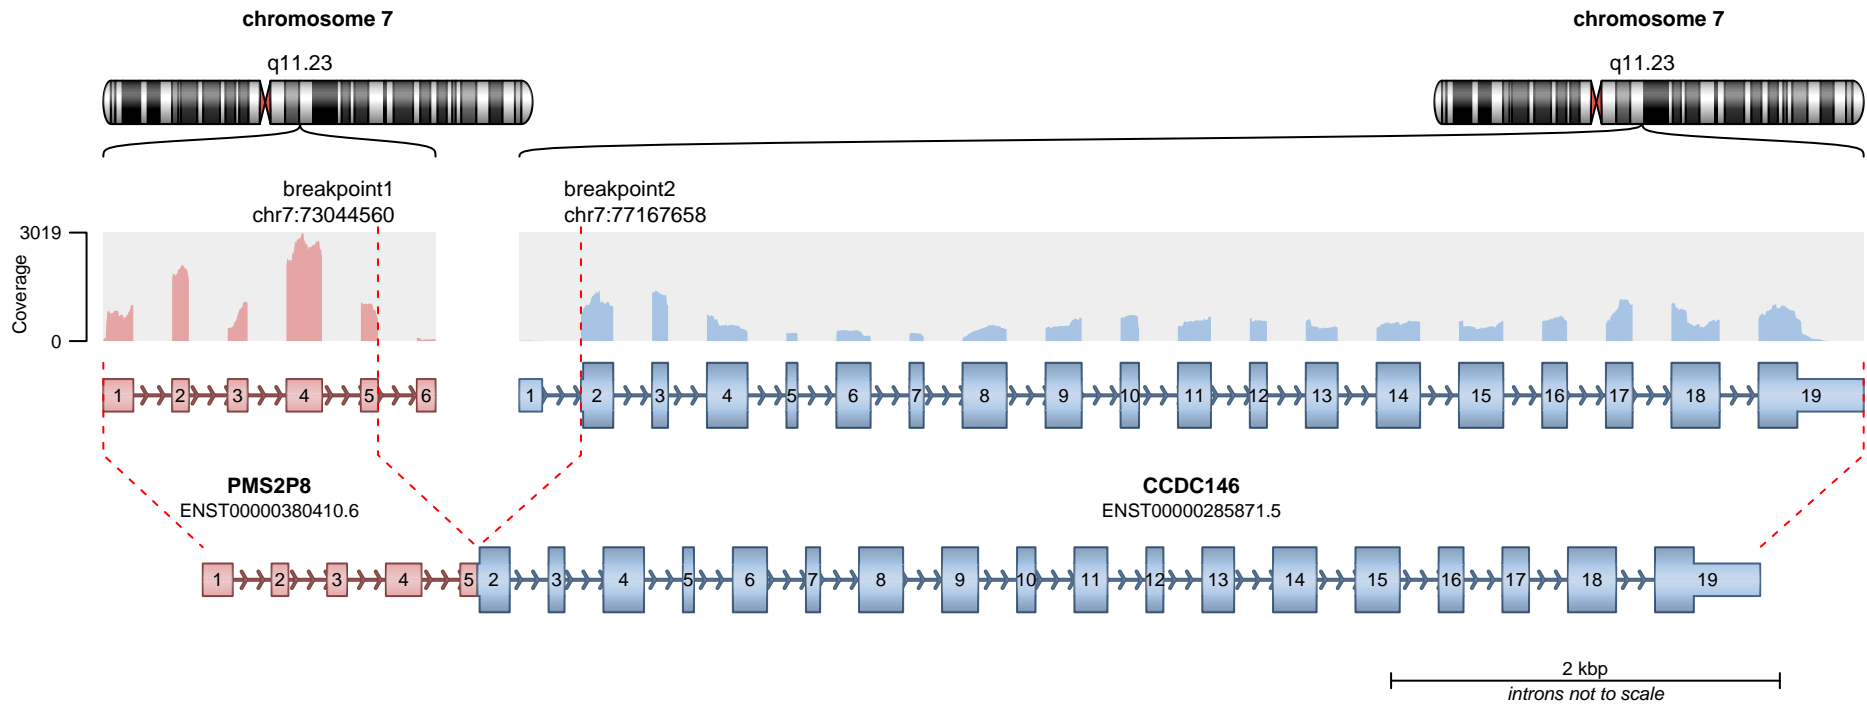 chromosome 7
chromosome 7
q11.23
q11.23
breakpoint1
chr7:73044560
breakpoint2
chr7:77167658
3019
Coverage
0
1 2 3 4 5 6
1 2 3 4 5 6 7 8 9 10 11 12 13 14 15 16 17 18 19
PMS2P8
ENST00000380410.6
CCDC146
ENST00000285871.5
1 2 3 4 5 2 3 4 5 6 7 8 9 10 11 12 13 14 15 16 17 18 19
2 kbp
introns not to scale